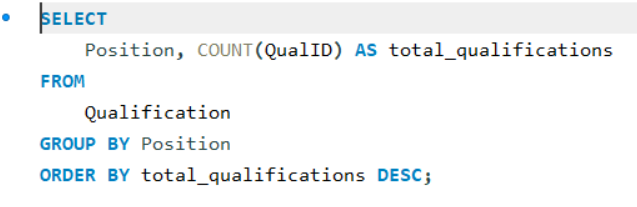 SELECT
Position, COUNT(QualID) AS total_qualifications
FROM
Qualification
GROUP BY Position
ORDER BY total_qualifications DESC;